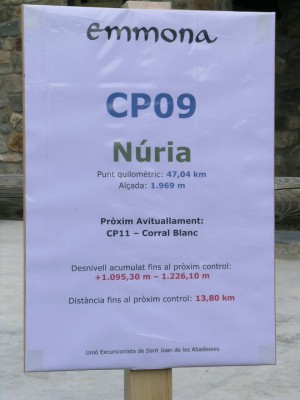 emmona
CP09
Núria
Punt quilomètric: 47,04 km
Alçada: 1.969 m
Pròxim Avituallament:
CP11 – Corral Blanc
Desnivell acumulat fins al pròxim control:
+1.095,30 m – 1.226,10 m
Distància fins al pròxim control: 13,80 km
Unió Excursionista de Sant Joan de les Abadesses